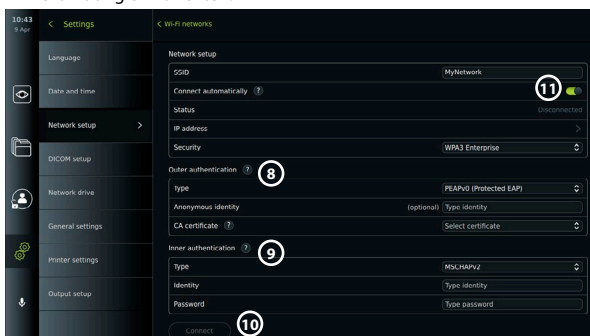 10:43
9 Apr
< Settings
< Wi-Fi networks
Language
Date and time
Network setup >
DICOM setup
Network drive
General settings
Printer settings
Output setup
Network setup
SSID MyNetwork
Connect automatically ? 11
Status Disconnected
IP address >
Security WPA3 Enterprise
Outer authentication ? 8
Type PEAPv0 (Protected EAP)
Anonymous identity (optional) Type identity
CA certificate ? Select certificate
Inner authentication ? 9
Type MSCHAPv2
Identity Type identity
Password Type password
Connect 10